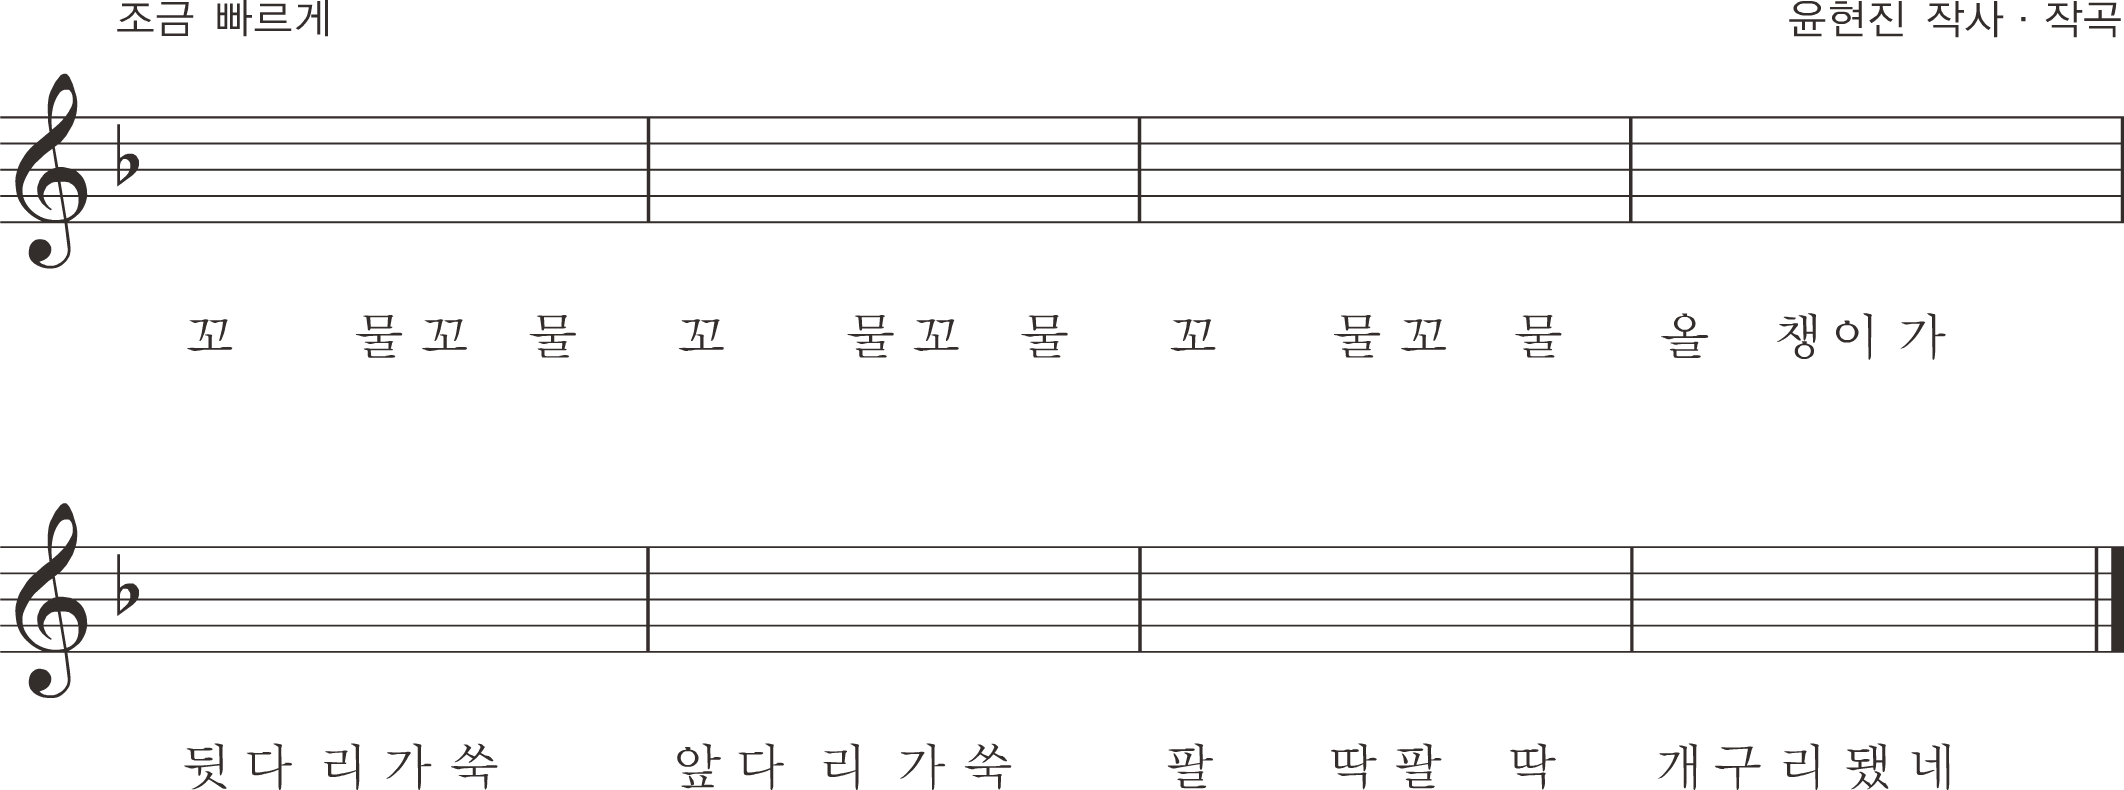 조금 빠르게 윤현진 작사 · 작곡
꼬 물 꼬 물 꼬 물 꼬 물 꼬 물 꼬 물 올 챙 이 가
뒷 다 리 가 쑥 앞 다 리 가 쑥 팔 딱 팔 딱 개 구 리 됐 네